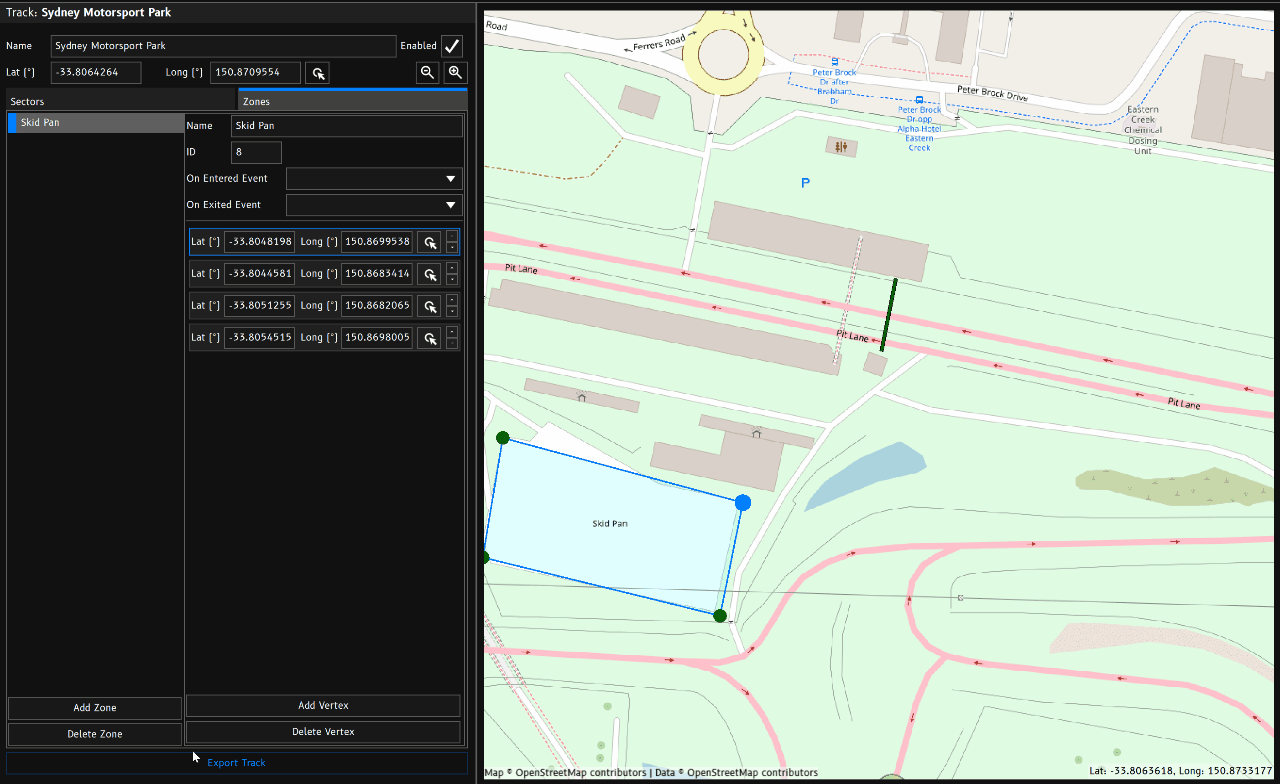 Track: Sydney Motorsport Park
Name Sydney Motorsport Park Enabled
Lat [°] -33.8064264 Long [°] 150.8709554
Sectors Zones
Skid Pan
Name Skid Pan
ID 8
On Entered Event
On Exited Event
Lat [°] -33.8048198 Long [°] 150.8699538
Lat [°] -33.8044581 Long [°] 150.8683414
Lat [°] -33.8051255 Long [°] 150.8682065
Lat [°] -33.8054515 Long [°] 150.8698005
Add Zone
Add Vertex
Delete Zone
Delete Vertex
Export Track
Road
Ferrers Road
Peter Brock
Dr after
Brabham
Dr
Peter Brock Drive
Peter Brock
Dr opp
Alpha Hotel
Eastern
Creek
Eastern
Creek
Chemical
Dosing
Unit
P
Pit Lane
Pit Lane
Pit Lane
Skid Pan
Map © OpenStreetMap contributors | Data © OpenStreetMap contributors
Lat: -33.8063618, Long: 150.8733177